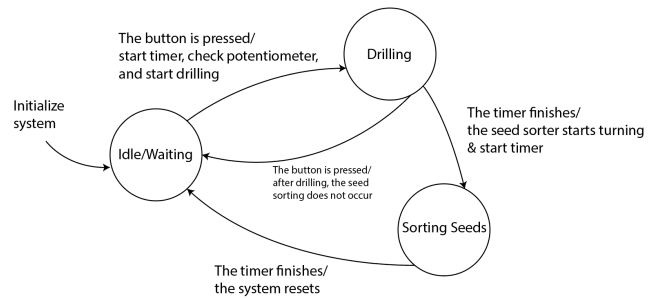 The button is pressed/
start timer, check potentiometer,
and start drilling
Drilling
Initialize
system
Idle/Waiting
The timer finishes/
the seed sorter starts turning
& start timer
The button is pressed/
after drilling, the seed
sorting does not occur
Sorting Seeds
The timer finishes/
the system resets